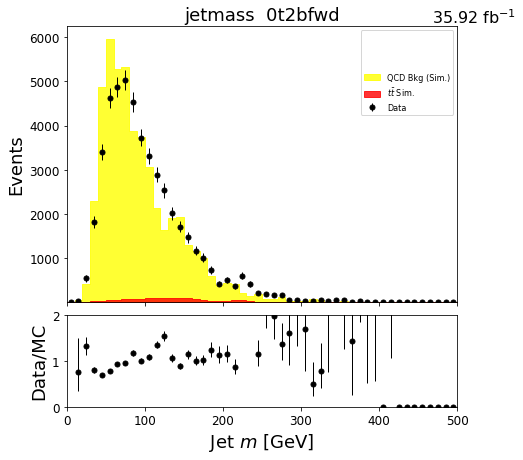 jetmass 0t2bfwd
35.92 fb⁻¹
6000
5000
4000
3000
2000
1000
Events
QCD Bkg (Sim.)
tt̄ Sim.
Data
2
1
0
Data/MC
0 100 200 300 400 500
Jet m [GeV]